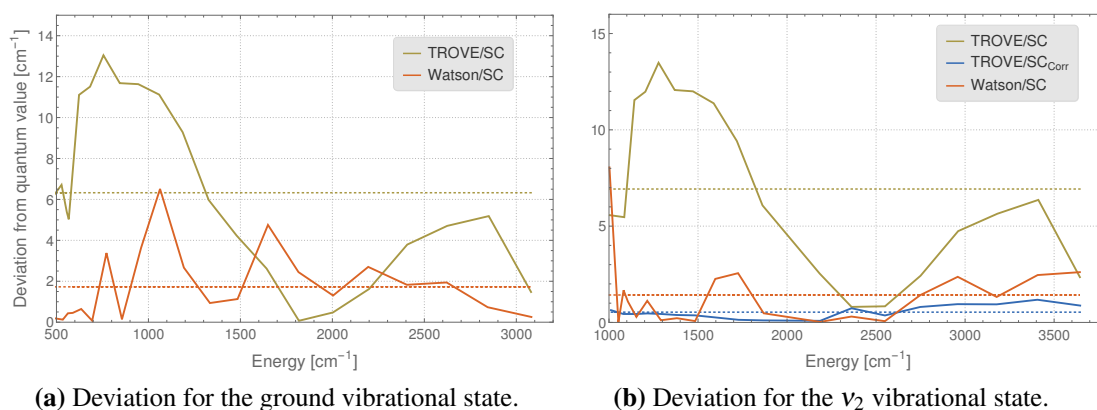 14
12
10
8
6
4
2
0
500
1000
1500
2000
2500
3000
Deviation from quantum value [cm⁻¹]
Energy [cm⁻¹]
TROVE/SC
Watson/SC
(a) Deviation for the ground vibrational state.
15
10
5
0
1000
1500
2000
2500
3000
3500
Energy [cm⁻¹]
TROVE/SC
TROVE/SC_Corr
Watson/SC
(b) Deviation for the ν₂ vibrational state.